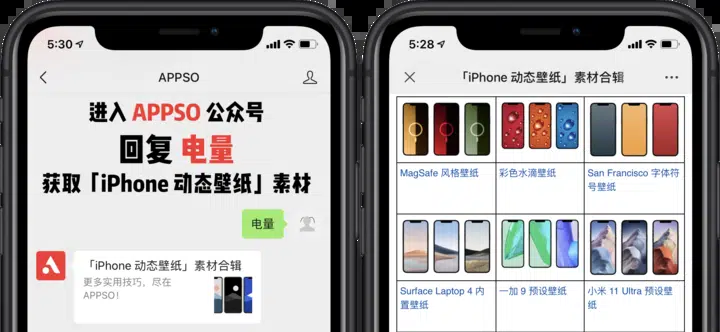 5:30
APPSO
进入 APPSO 公众号
回复 电量
获取「iPhone 动态壁纸」素材
电量
「iPhone 动态壁纸」素材合辑
更多实用技巧，尽在
APPSO！
5:28
「iPhone 动态壁纸」素材合辑
MagSafe 风格壁纸
彩色水滴壁纸
San Francisco 字体符
号壁纸
Surface Laptop 4 内
置壁纸
一加 9 预设壁纸
小米 11 Ultra 预设壁
纸